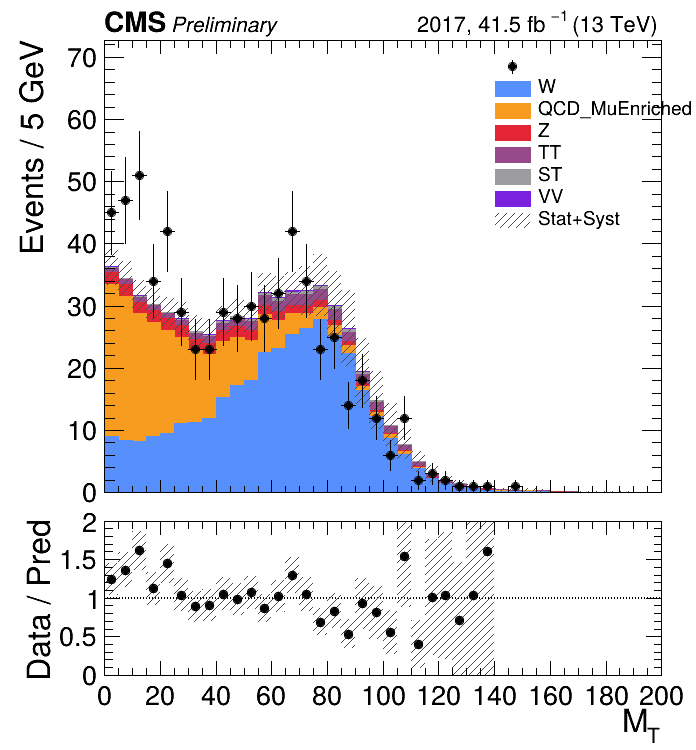 CMS Preliminary 2017, 41.5 fb⁻¹ (13 TeV)
Events / 5 GeV
70
60
50
40
30
20
10
0
W
QCD_MuEnriched
Z
TT
ST
VV
Stat+Syst
Data / Pred
2
1.5
1
0.5
0
0 20 40 60 80 100 120 140 160 180 200
M_T